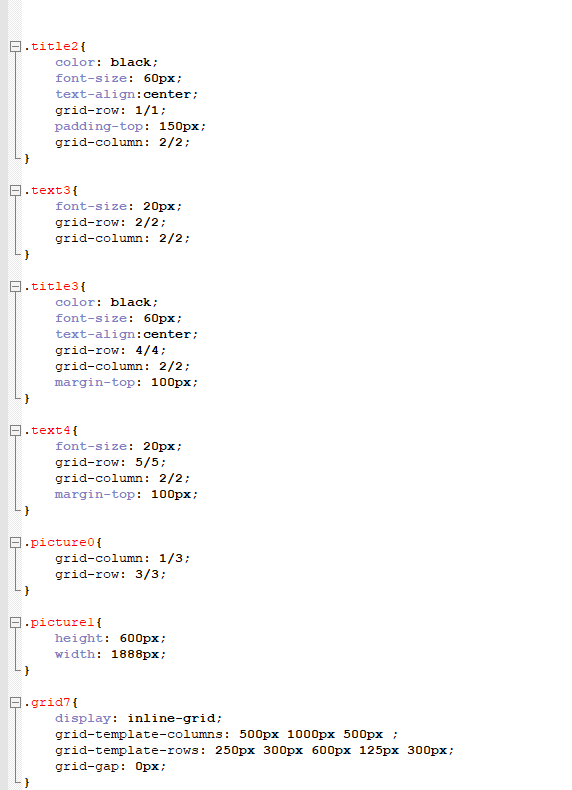 .title2{
color: black;
font-size: 60px;
text-align:center;
grid-row: 1/1;
padding-top: 150px;
grid-column: 2/2;
}
.text3{
font-size: 20px;
grid-row: 2/2;
grid-column: 2/2;
}
.title3{
color: black;
font-size: 60px;
text-align:center;
grid-row: 4/4;
grid-column: 2/2;
margin-top: 100px;
}
.text4{
font-size: 20px;
grid-row: 5/5;
grid-column: 2/2;
margin-top: 100px;
}
.picture0{
grid-column: 1/3;
grid-row: 3/3;
}
.picture1{
height: 600px;
width: 1888px;
}
.grid7{
display: inline-grid;
grid-template-columns: 500px 1000px 500px ;
grid-template-rows: 250px 300px 600px 125px 300px;
grid-gap: 0px;
}